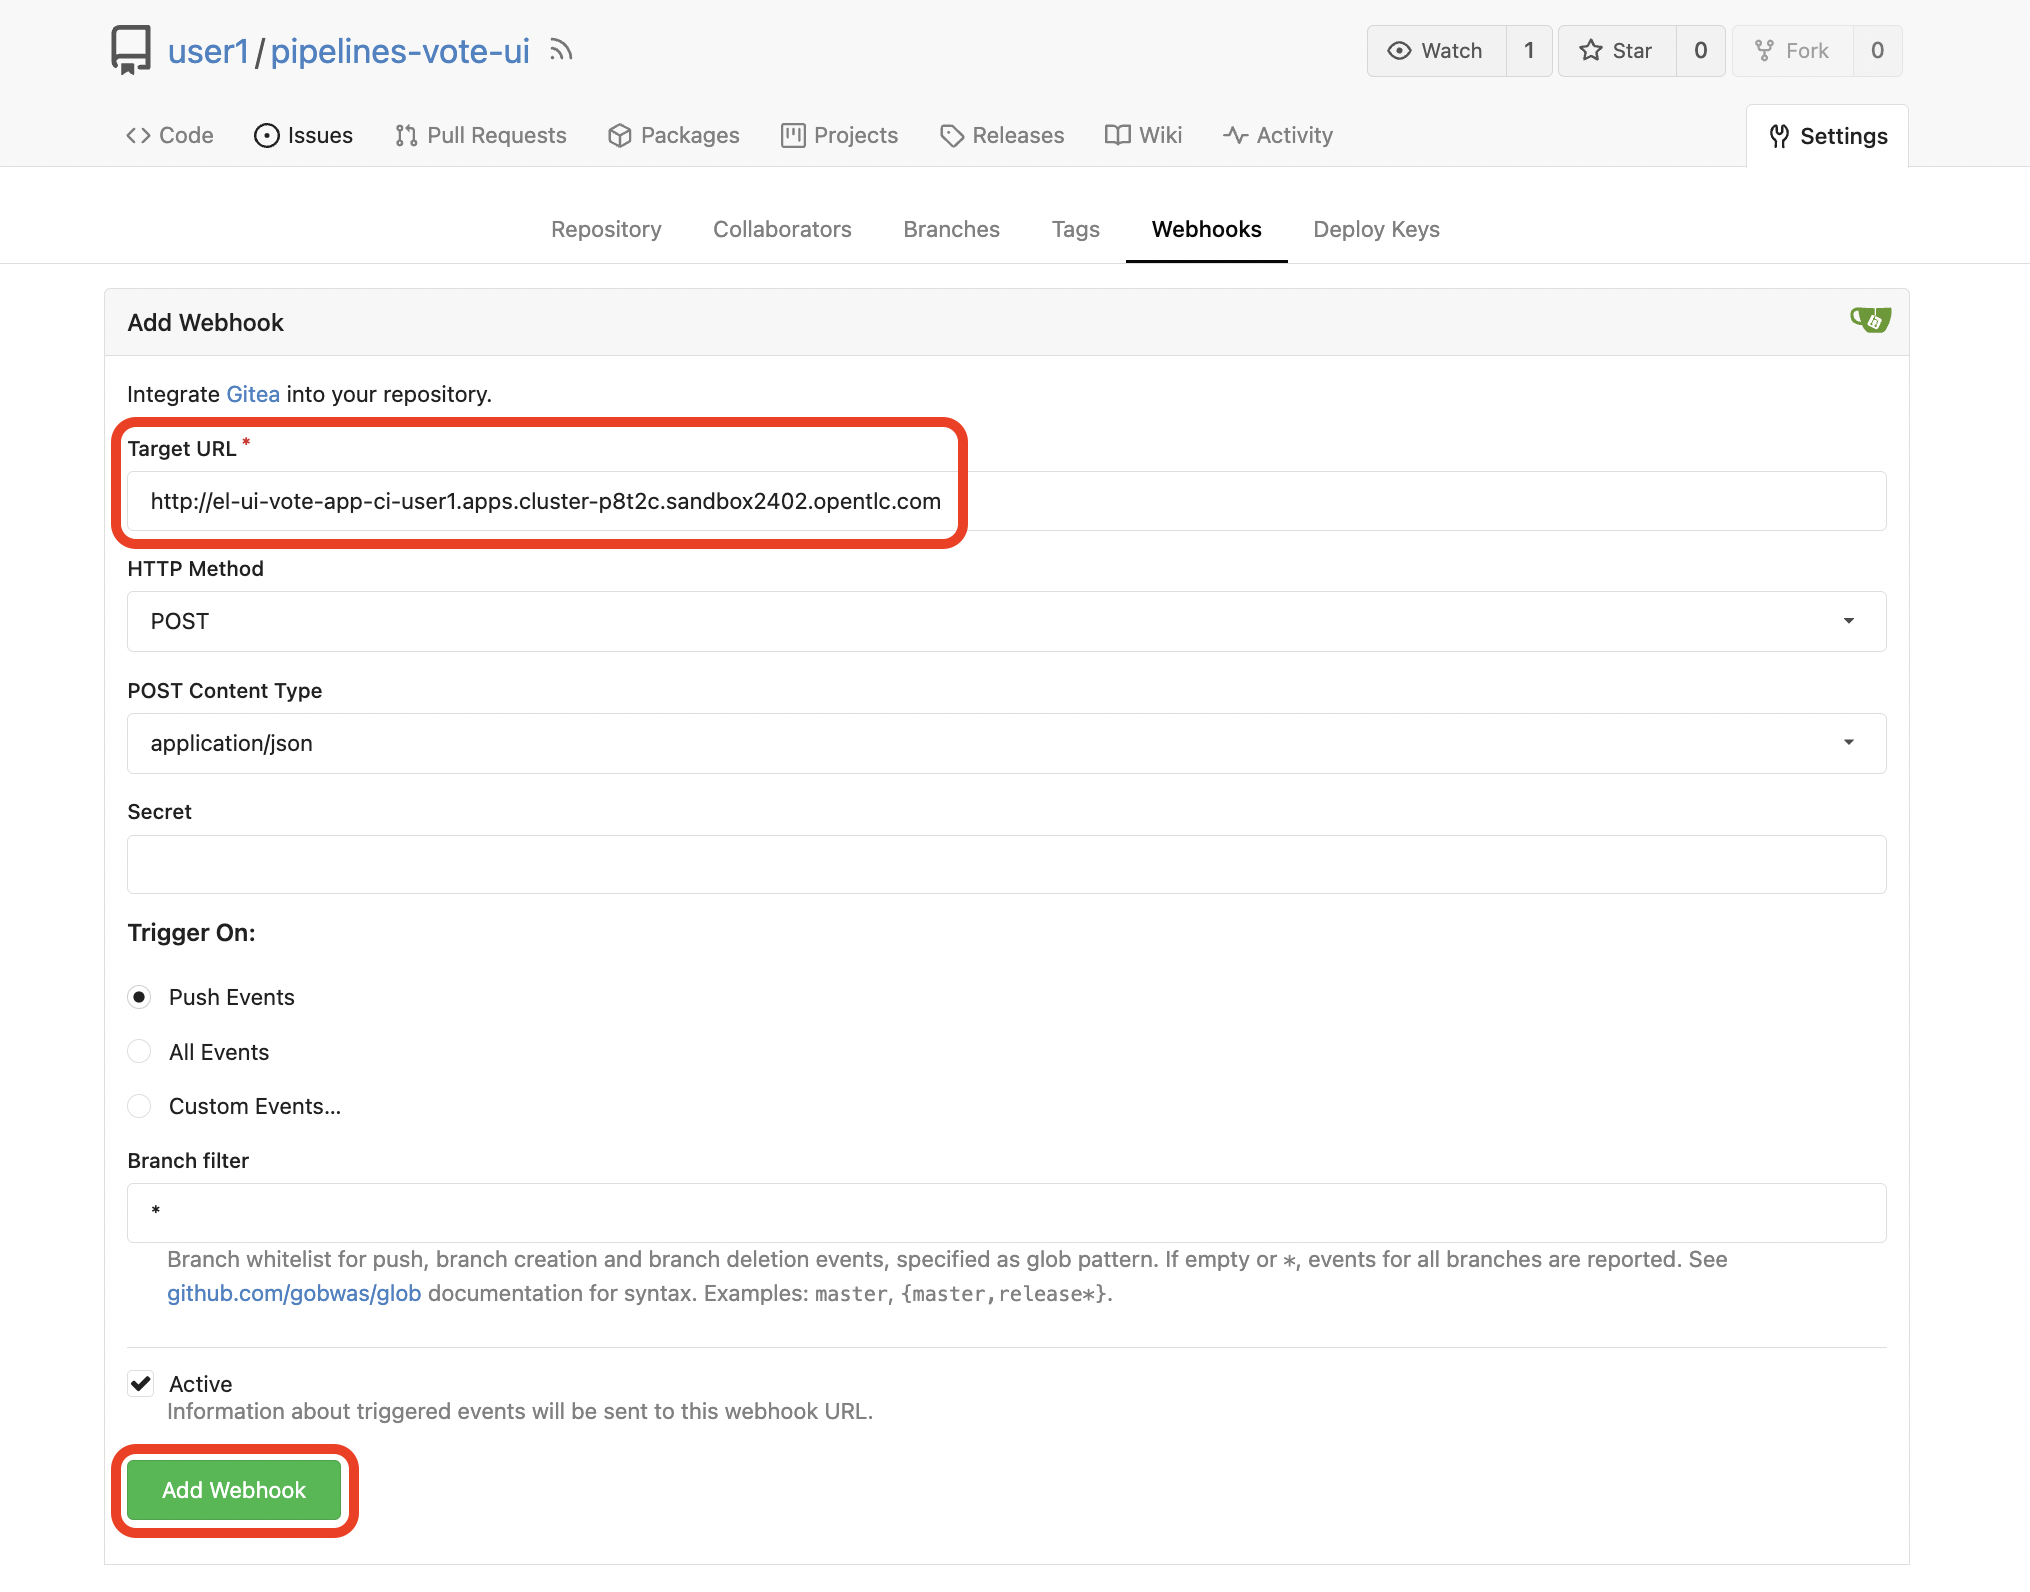 user1/pipelines-vote-ui
Watch 1 Star 0 Fork 0
Code Issues Pull Requests Packages Projects Releases Wiki Activity Settings
Repository Collaborators Branches Tags Webhooks Deploy Keys
Add Webhook
Integrate Gitea into your repository.
Target URL *
http://el-ui-vote-app-ci-user1.apps.cluster-p8t2c.sandbox2402.opentlc.com
HTTP Method
POST
POST Content Type
application/json
Secret
Trigger On:
Push Events
All Events
Custom Events...
Branch filter
*
Branch whitelist for push, branch creation and branch deletion events, specified as glob pattern. If empty or *, events for all branches are reported. See
github.com/gobwas/glob documentation for syntax. Examples: master, {master,release*}.
Active
Information about triggered events will be sent to this webhook URL.
Add Webhook